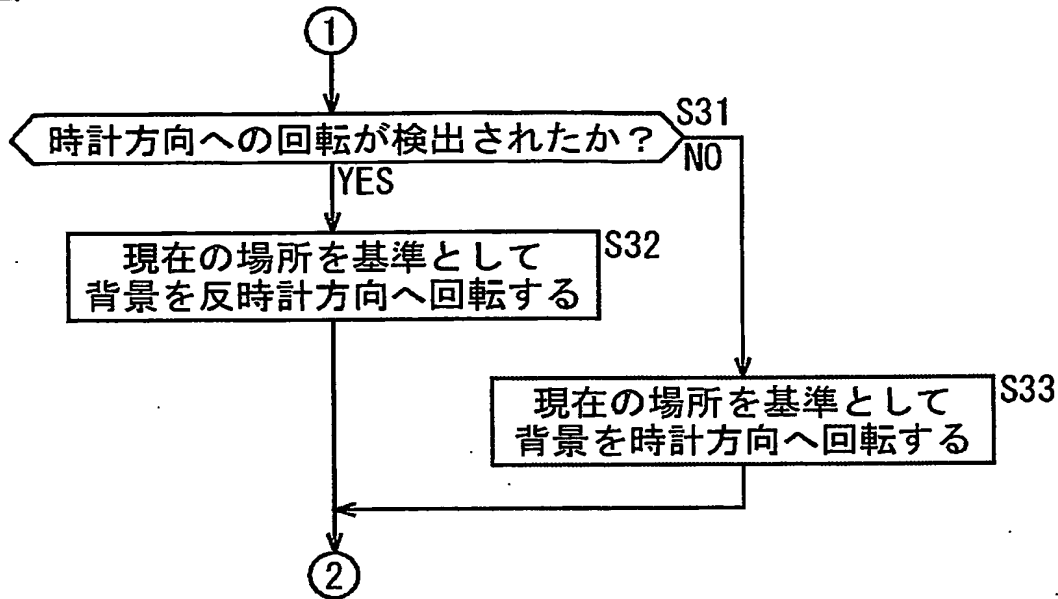 ①
S31
時計方向への回転が検出されたか？
NO
YES
S32
現在の場所を基準として
背景を反時計方向へ回転する
S33
現在の場所を基準として
背景を時計方向へ回転する
②